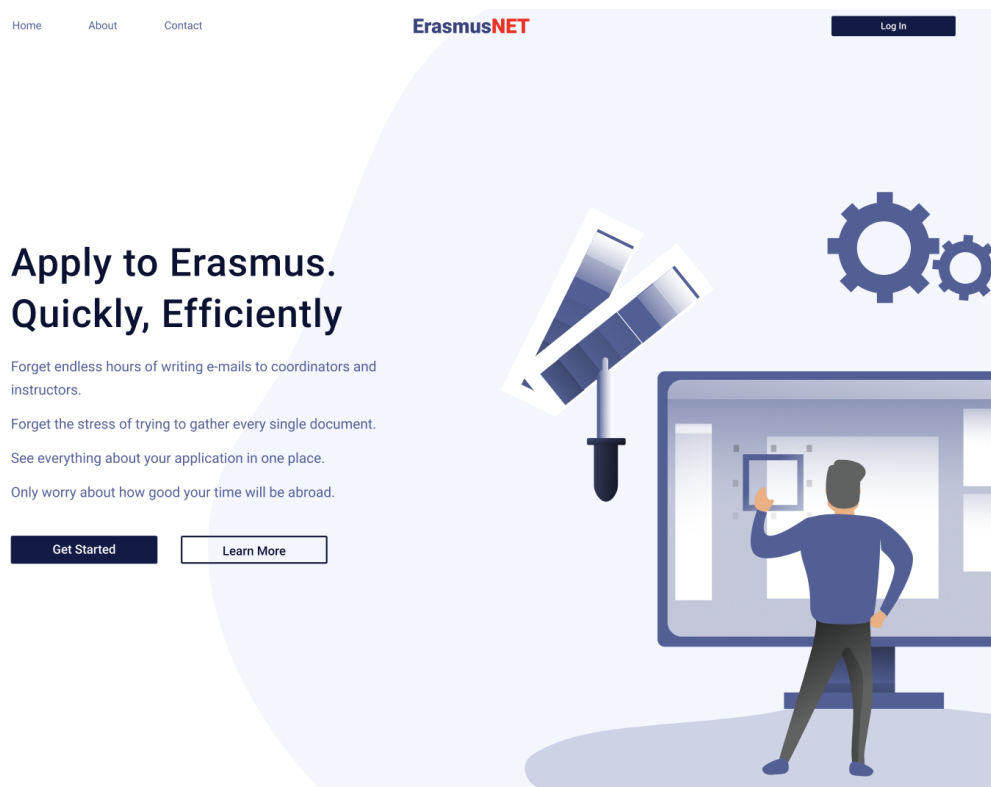 Home About Contact ErasmusNET Log In
Apply to Erasmus.
Quickly, Efficiently
Forget endless hours of writing e-mails to coordinators and
instructors.
Forget the stress of trying to gather every single document.
See everything about your application in one place.
Only worry about how good your time will be abroad.
Get Started Learn More